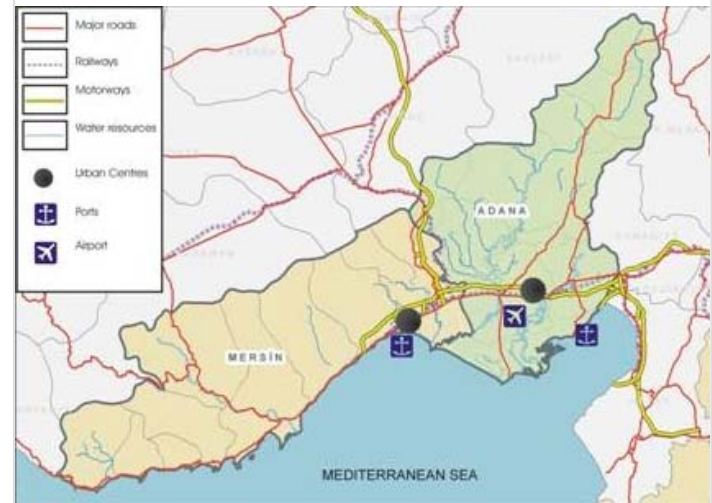 Major roads
Railways
Motorways
Water resources
Urban Centres
Ports
Airport
ADANA
MERSİN
MEDITERRANEAN SEA